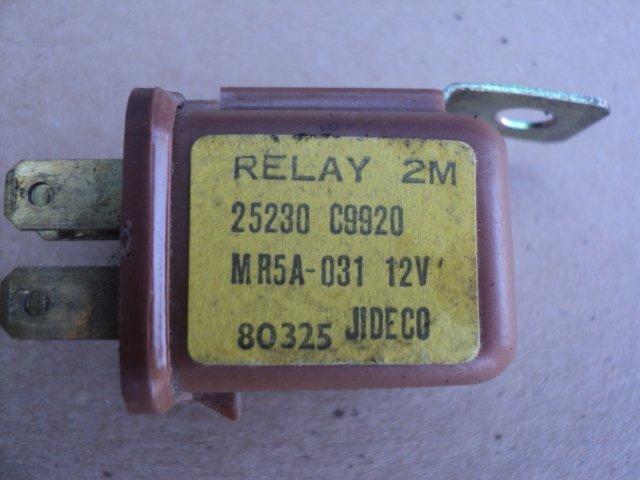 RELAY 2M
25230 C9920
MR5A-031 12V
80325 JIDECO